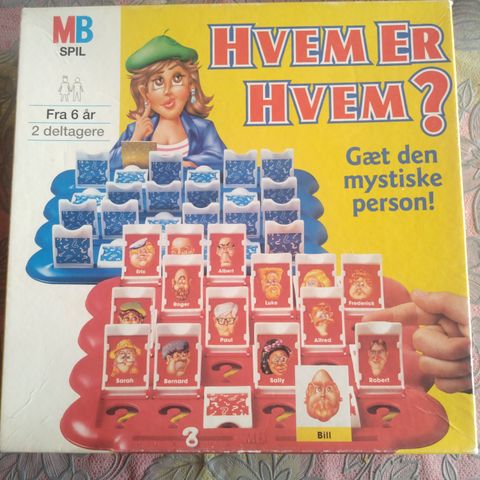 MB
SPIL
Fra 6 år
2 deltagere
HVEM ER
HVEM?
Gæt den
mystiske
person!
Eric
Albert
Roger
Luke
Frederick
Paul
Alfred
Sarah
Bernard
Sally
Robert
Bill
MB